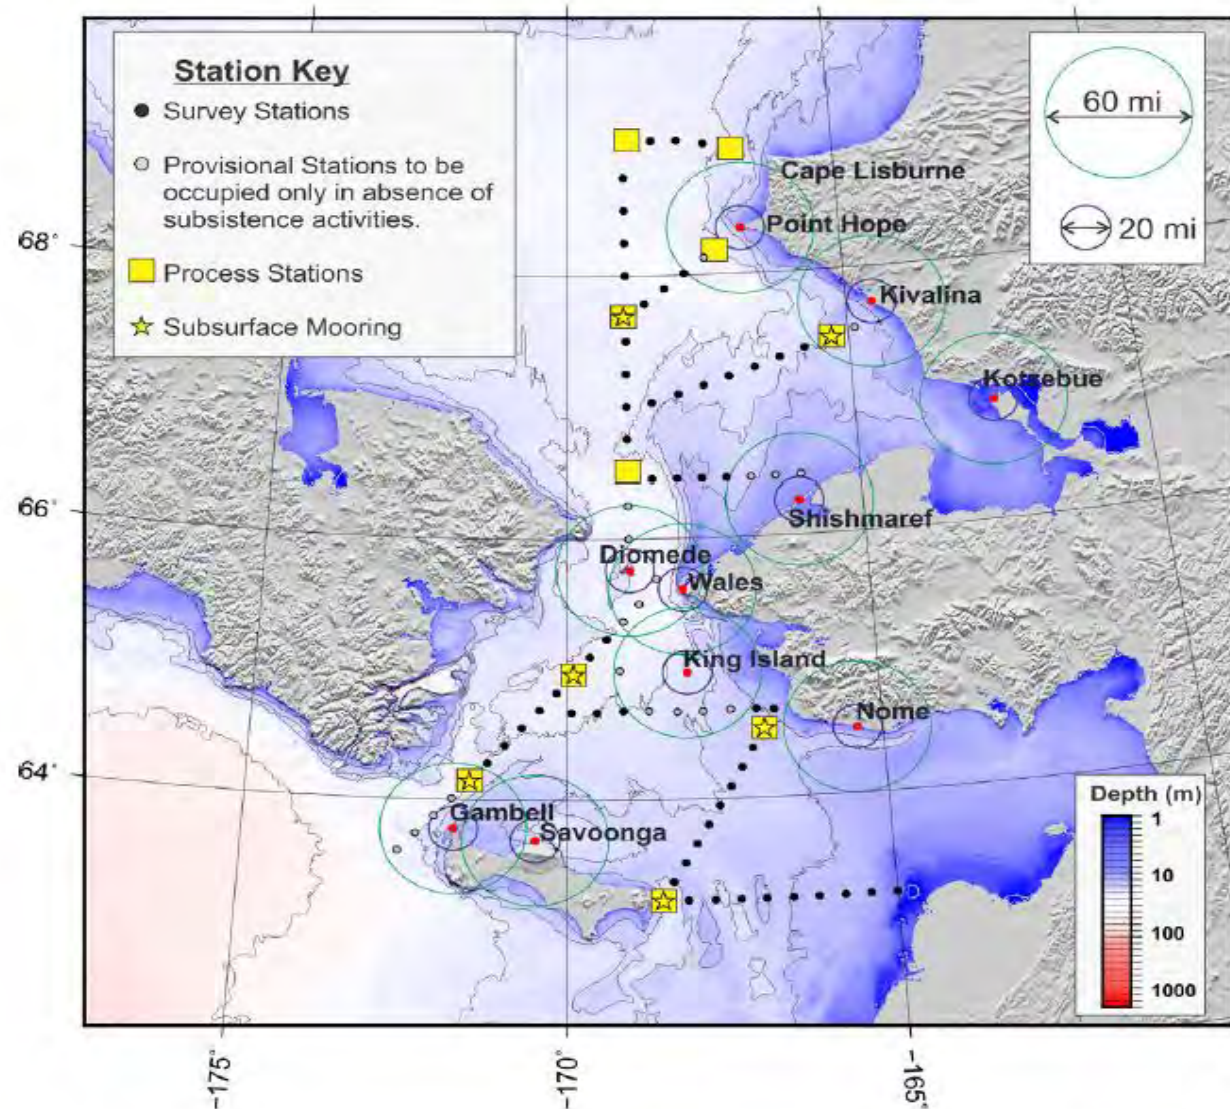 Station Key
Survey Stations
Provisional Stations to be
occupied only in absence of
subsistence activities.
Process Stations
Subsurface Mooring
60 mi
20 mi
Cape Lisburne
Point Hope
Kivalina
Kotzebue
Shishmaref
Diomede
Wales
King Island
Nome
Gambell
Savoonga
68°
66°
64°
Depth (m)
1
10
100
1000
-175°
-170°
-165°